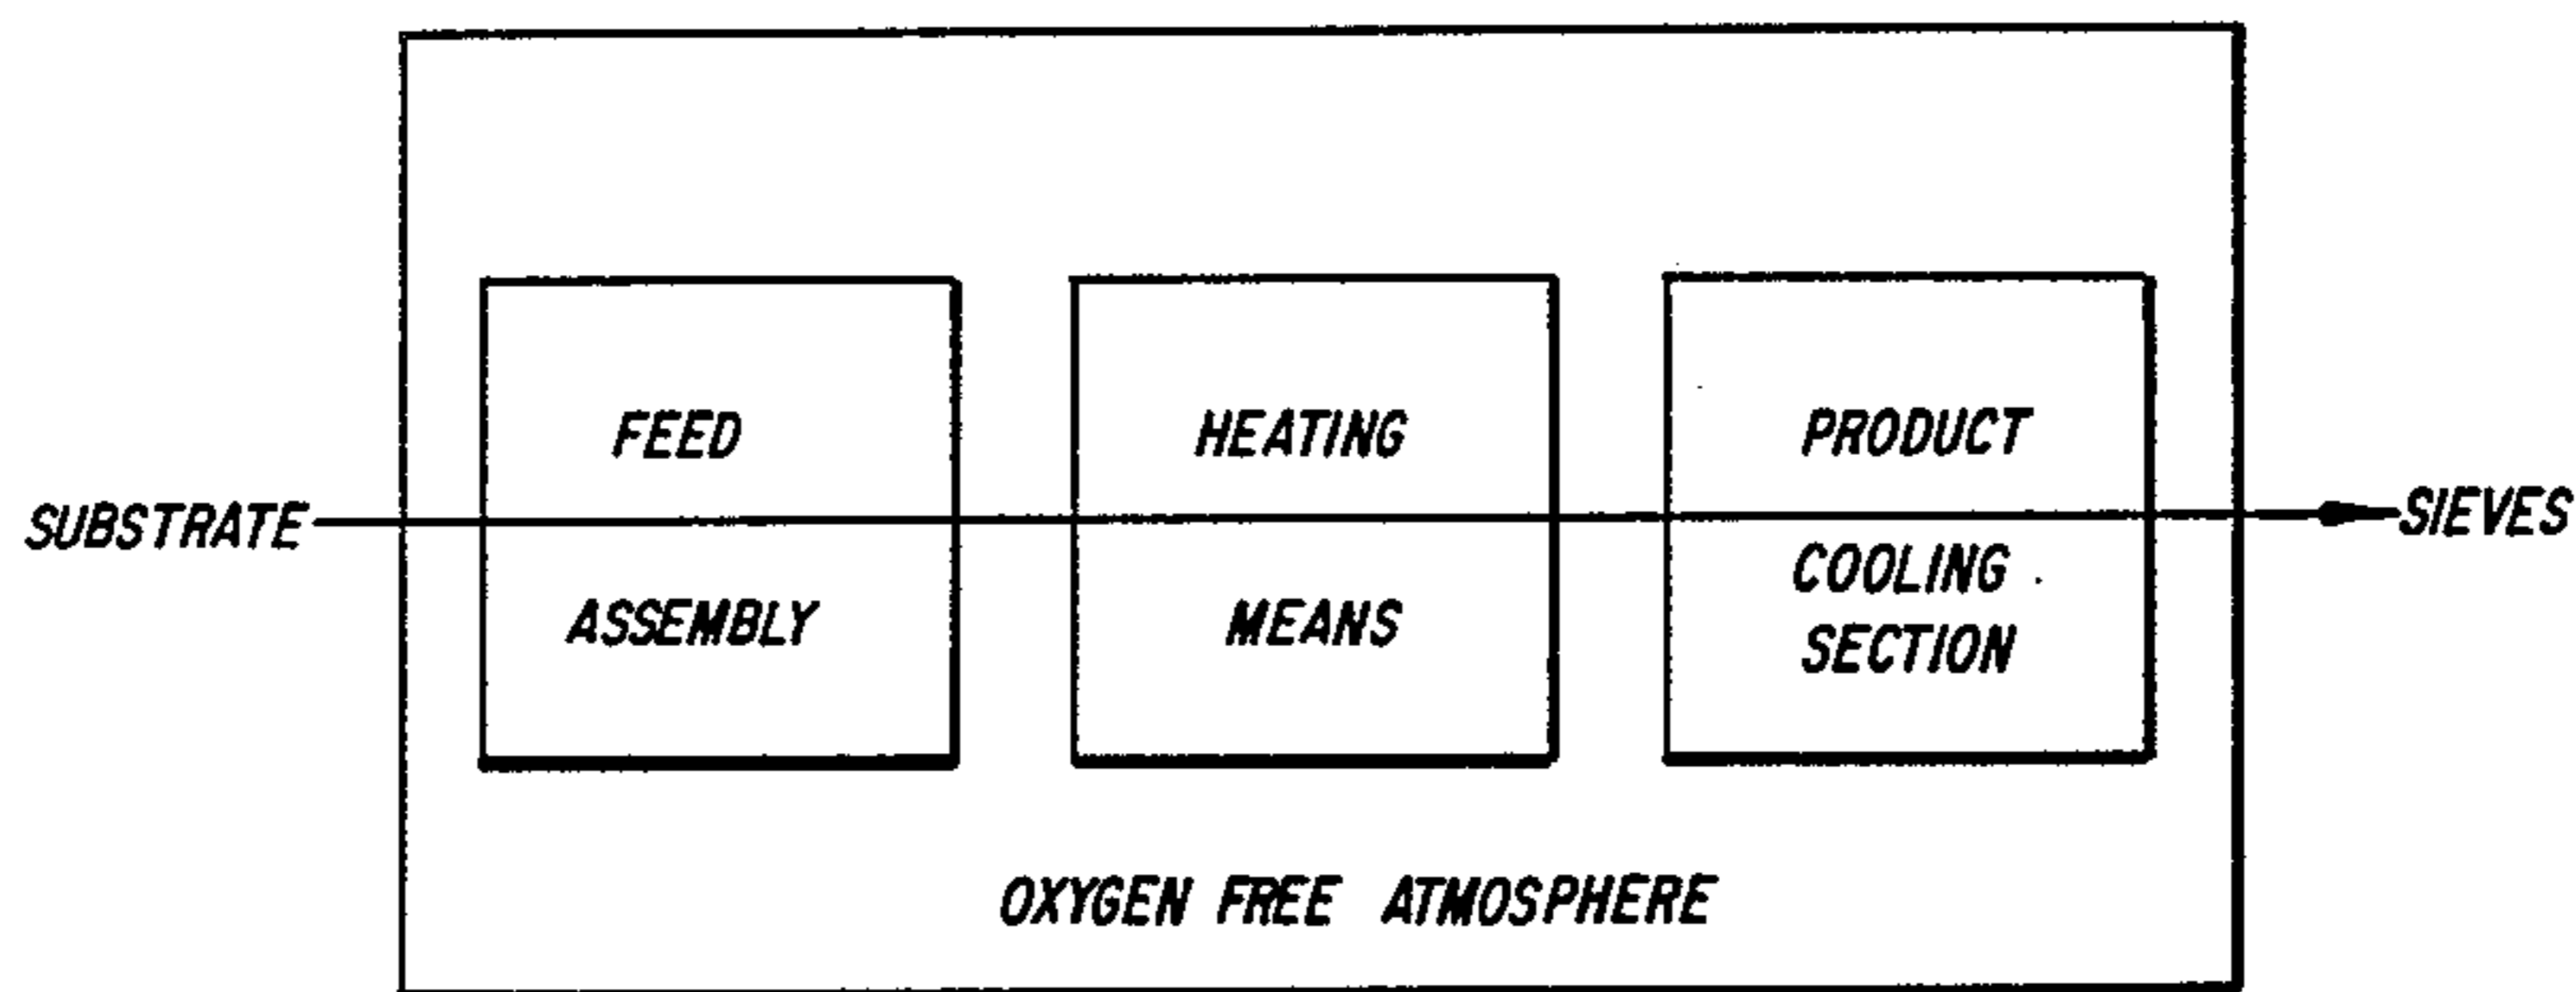 SUBSTRATE
FEED
ASSEMBLY
HEATING
MEANS
PRODUCT
COOLING
SECTION
SIEVES
OXYGEN FREE ATMOSPHERE